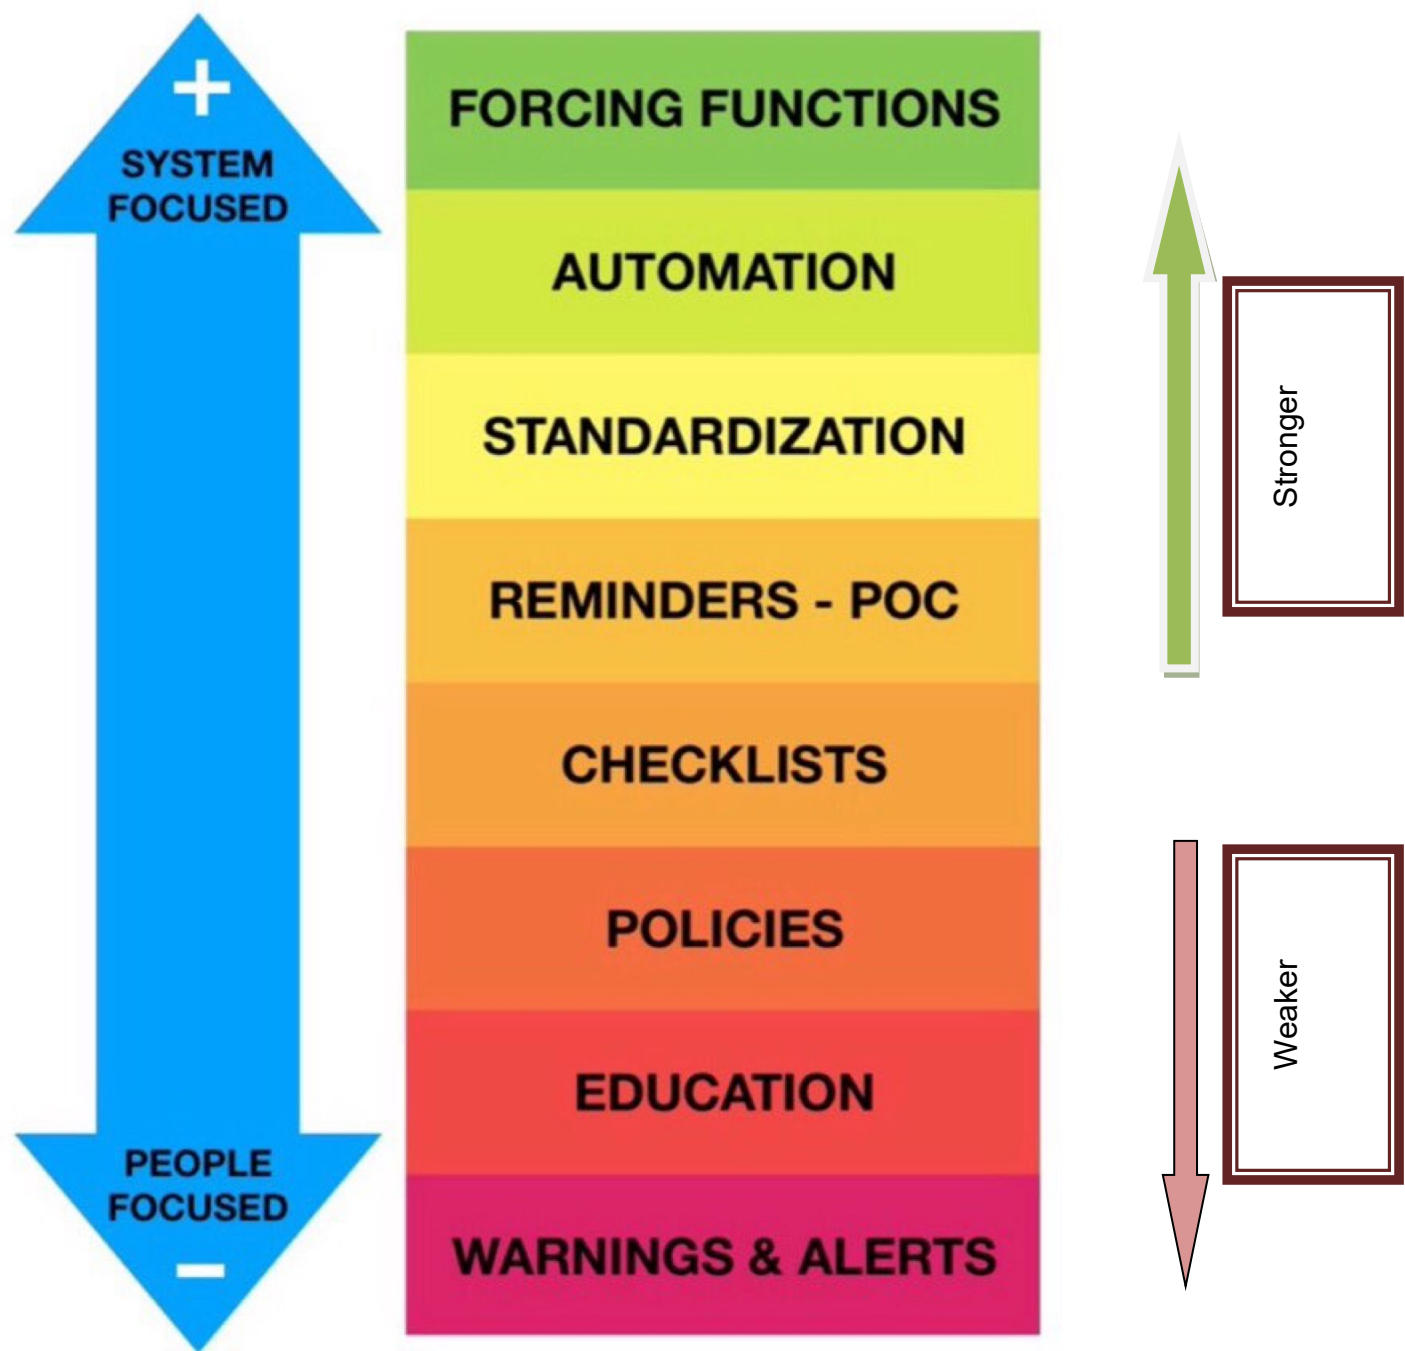 +
SYSTEM
FOCUSED
FORCING FUNCTIONS
AUTOMATION
STANDARDIZATION
REMINDERS - POC
CHECKLISTS
POLICIES
EDUCATION
WARNINGS & ALERTS
PEOPLE
FOCUSED
–
Stronger
Weaker